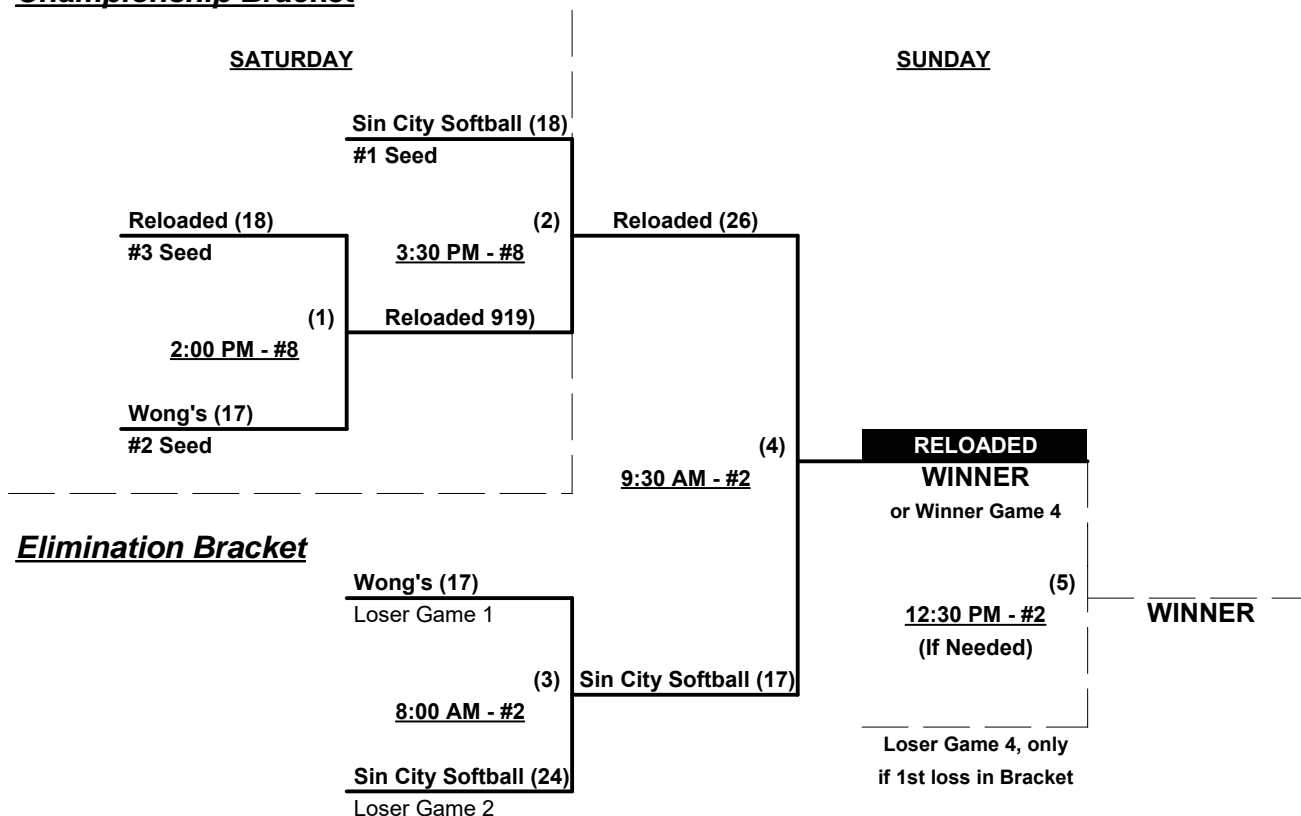 Championship Bracket
SATURDAY
SUNDAY
Sin City Softball (18)
#1 Seed
Reloaded (18)
#3 Seed
(2)
3:30 PM - #8
Reloaded (26)
(1)
2:00 PM - #8
Reloaded 919)
Wong's (17)
#2 Seed
(4)
9:30 AM - #2
RELOADED
WINNER
or Winner Game 4
Elimination Bracket
Wong's (17)
Loser Game 1
(5)
12:30 PM - #2
(If Needed)
WINNER
(3)
8:00 AM - #2
Sin City Softball (17)
Loser Game 4, only
if 1st loss in Bracket
Sin City Softball (24)
Loser Game 2